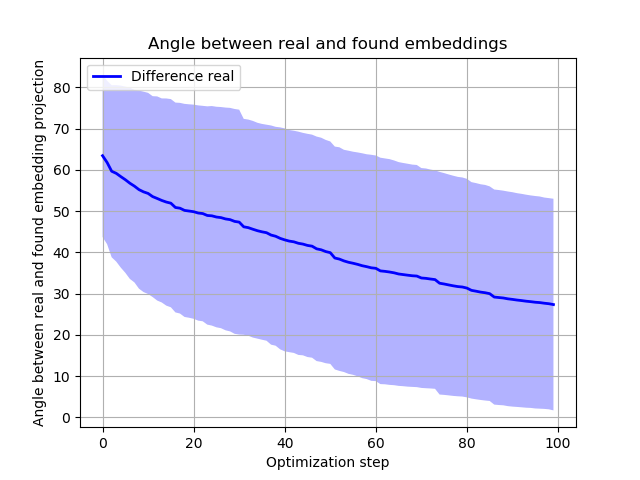 Angle between real and found embeddings
Difference real
Angle between real and found embedding projection
80
70
60
50
40
30
20
10
0
0 20 40 60 80 100
Optimization step